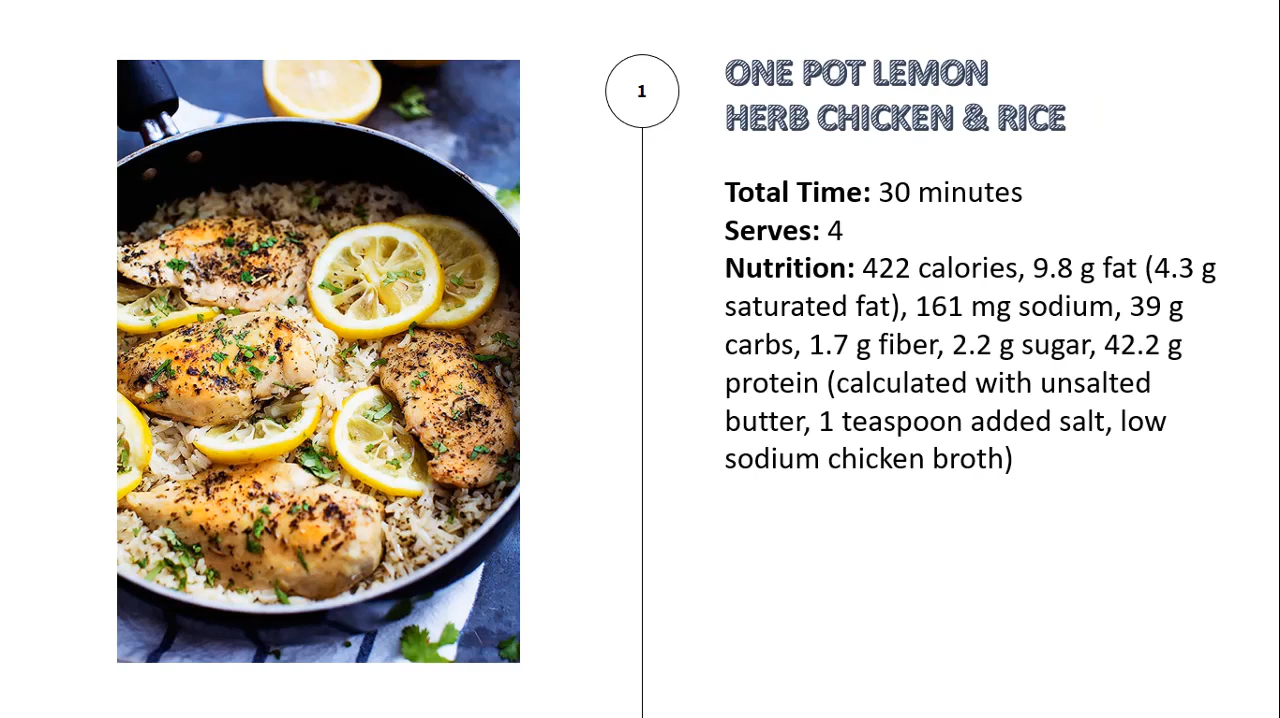 1
ONE POT LEMON
HERB CHICKEN & RICE
Total Time: 30 minutes
Serves: 4
Nutrition: 422 calories, 9.8 g fat (4.3 g
saturated fat), 161 mg sodium, 39 g
carbs, 1.7 g fiber, 2.2 g sugar, 42.2 g
protein (calculated with unsalted
butter, 1 teaspoon added salt, low
sodium chicken broth)